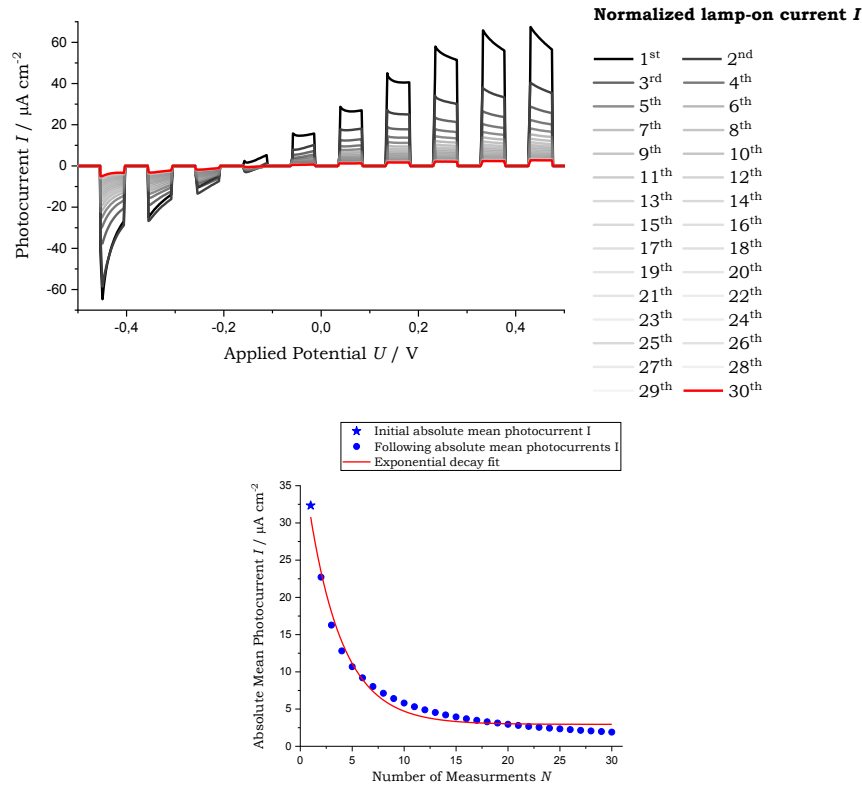 Normalized lamp-on current I
1st 2nd
3rd 4th
5th 6th
7th 8th
9th 10th
11th 12th
13th 14th
15th 16th
17th 18th
19th 20th
21th 22th
23th 24th
25th 26th
27th 28th
29th 30th
Photocurrent I / μA cm-2
60
40
20
0
-20
-40
-60
-0,4 -0,2 0,0 0,2 0,4
Applied Potential U / V
Initial absolute mean photocurrent I
Following absolute mean photocurrents I
Exponential decay fit
Absolute Mean Photocurrent I / μA cm-2
35
30
25
20
15
10
5
0
0 5 10 15 20 25 30
Number of Measurments N